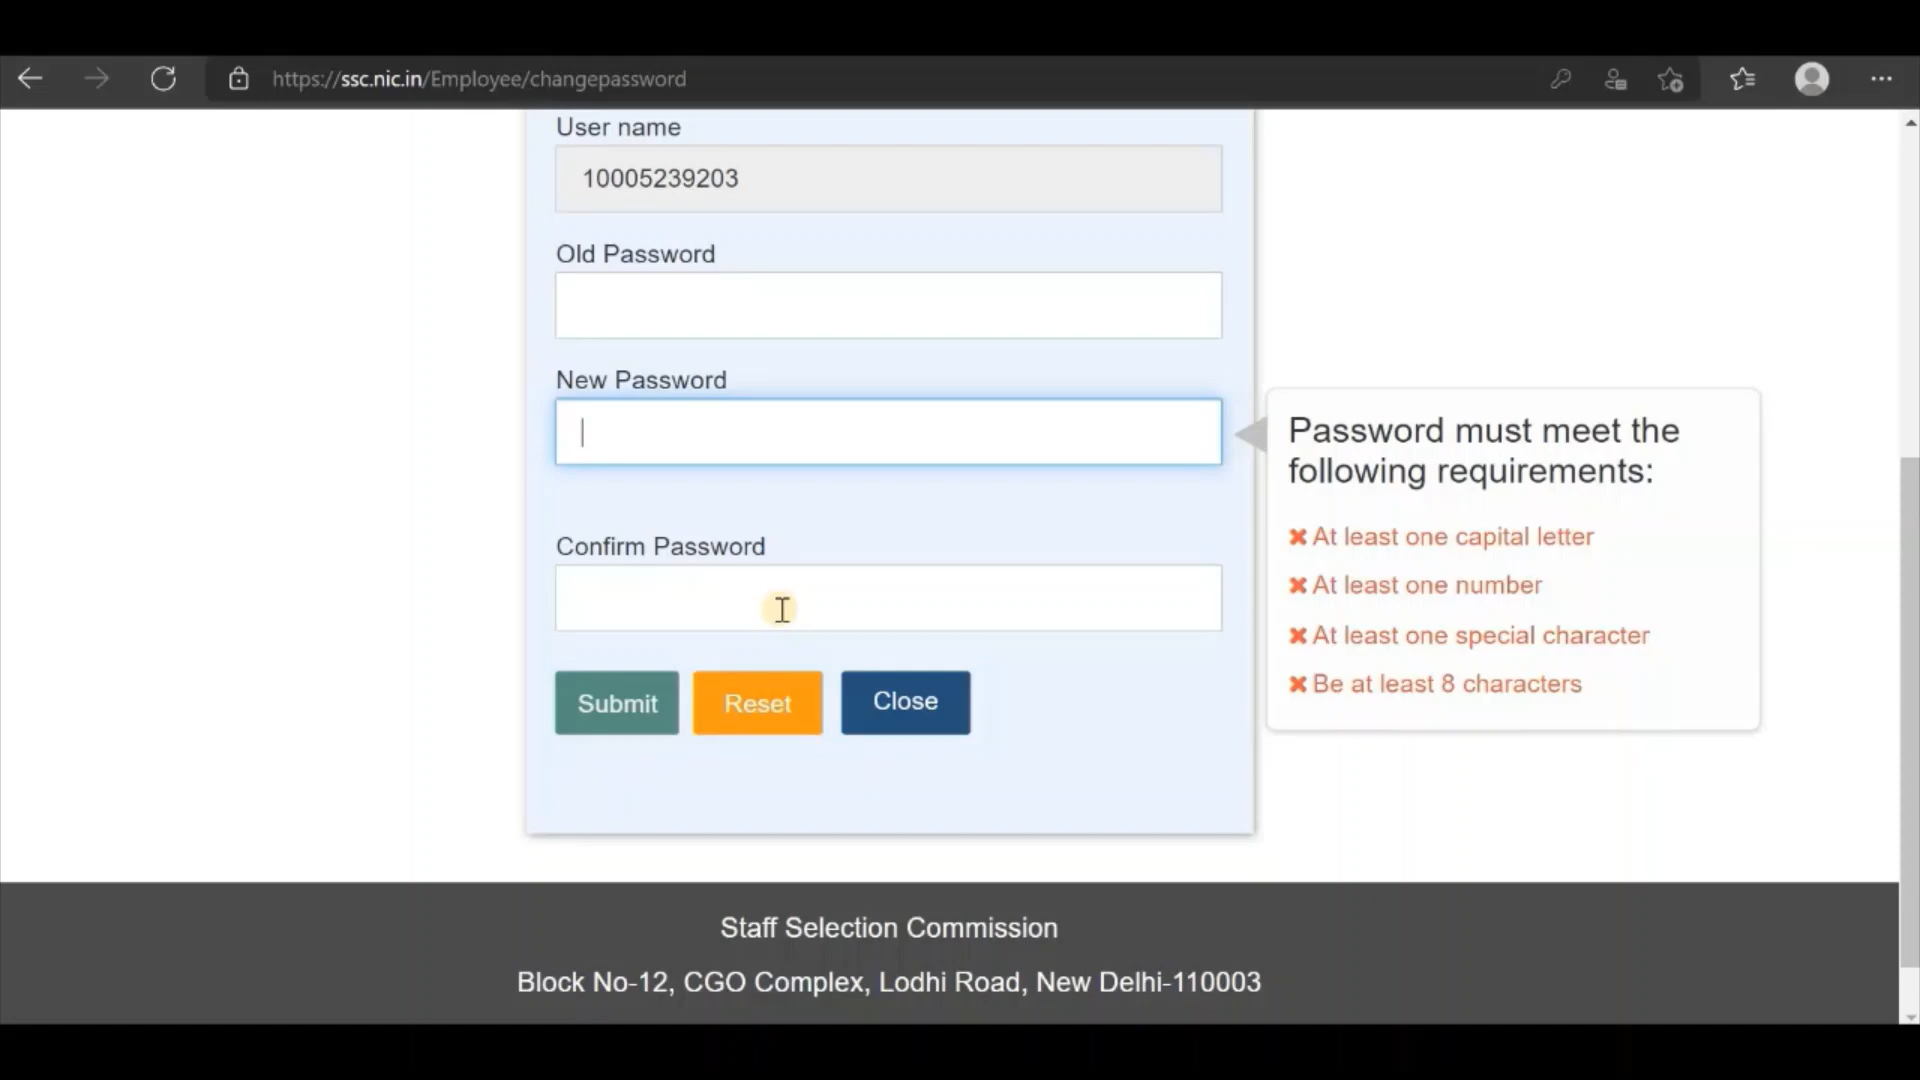 https://ssc.nic.in/Employee/changepassword
User name
10005239203
Old Password
New Password
Password must meet the
following requirements:
At least one capital letter
At least one number
At least one special character
Be at least 8 characters
Confirm Password
Submit
Reset
Close
Staff Selection Commission
Block No-12, CGO Complex, Lodhi Road, New Delhi-110003